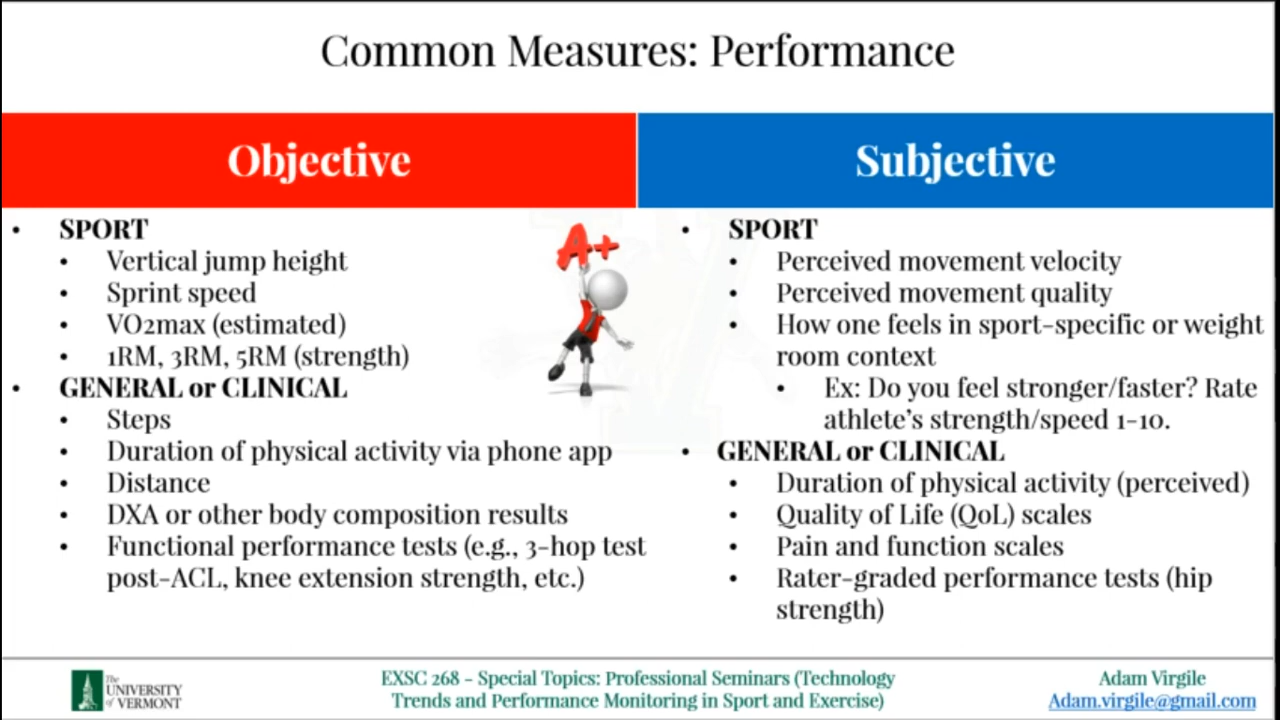 Common Measures: Performance
Objective
Subjective
• SPORT
• Vertical jump height
• Sprint speed
• VO2max (estimated)
• 1RM, 3RM, 5RM (strength)
• GENERAL or CLINICAL
• Steps
• Duration of physical activity via phone app
• Distance
• DXA or other body composition results
• Functional performance tests (e.g., 3-hop test
post-ACL, knee extension strength, etc.)
A+
• SPORT
• Perceived movement velocity
• Perceived movement quality
• How one feels in sport-specific or weight
room context
• Ex: Do you feel stronger/faster? Rate
athlete's strength/speed 1-10.
• GENERAL or CLINICAL
• Duration of physical activity (perceived)
• Quality of Life (QoL) scales
• Pain and function scales
• Rater-graded performance tests (hip
strength)
The
UNIVERSITY
of VERMONT
EXSC 268 – Special Topics: Professional Seminars (Technology
Trends and Performance Monitoring in Sport and Exercise)
Adam Virgile
Adam.virgile@gmail.com